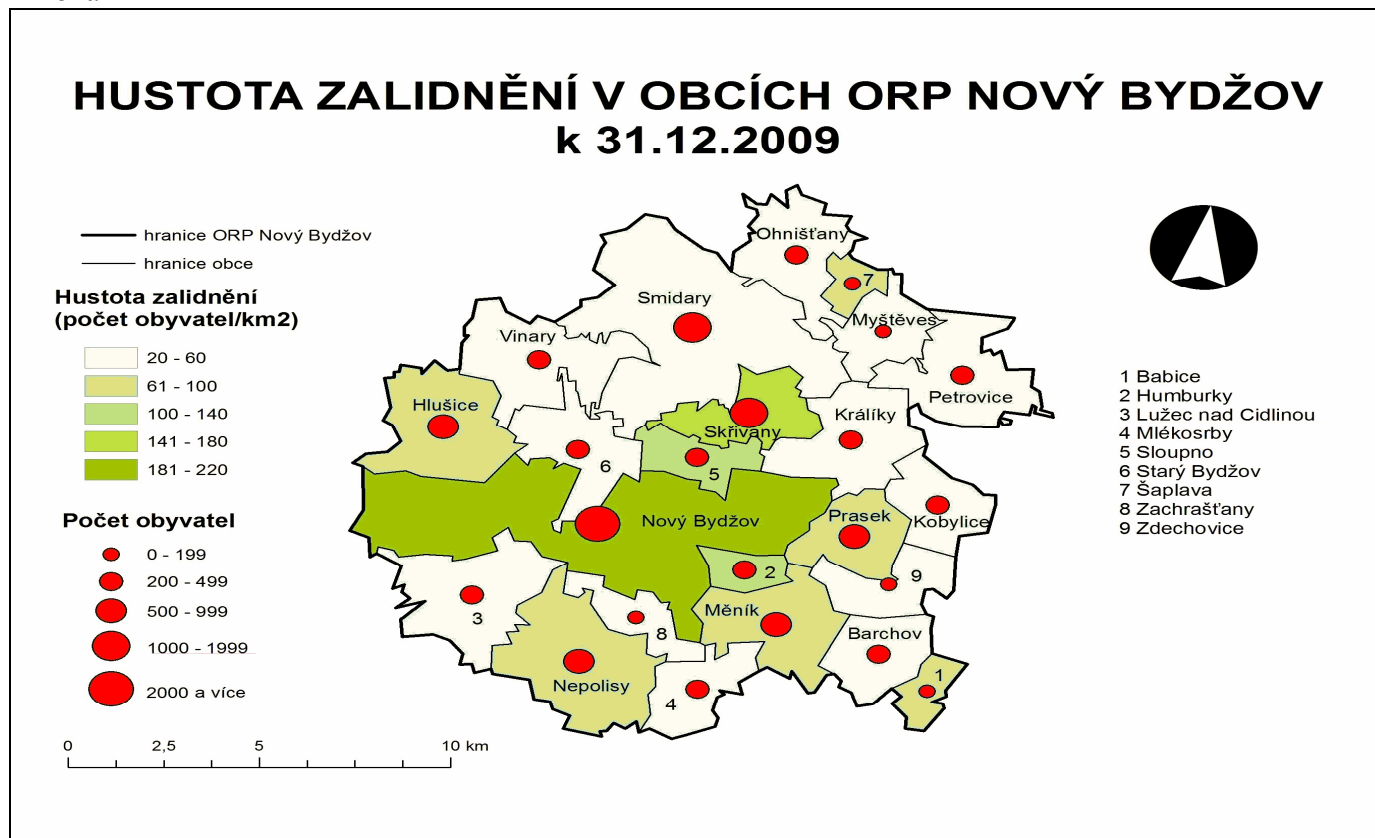 HUSTOTA ZALIDNĚNÍ V OBCÍCH ORP NOVÝ BYDŽOV
k 31.12.2009
hranice ORP Nový Bydžov
hranice obce
Hustota zalidnění
(počet obyvatel/km2)
20 - 60
61 - 100
100 - 140
141 - 180
181 - 220
Počet obyvatel
0 - 199
200 - 499
500 - 999
1000 - 1999
2000 a více
0 2,5 5 10 km
Ohnišťany
7
Smidary
Myštěves
Vinary
Petrovice
Hlušice
Králíky
Skřivany
6
5
Nový Bydžov
Prasek
Kobylice
2
9
3
8
Měník
Barchov
Nepolisy
4
1
1 Babice
2 Humburky
3 Lužec nad Cidlinou
4 Mlékosrby
5 Sloupno
6 Starý Bydžov
7 Šaplava
8 Zachrašťany
9 Zdechovice